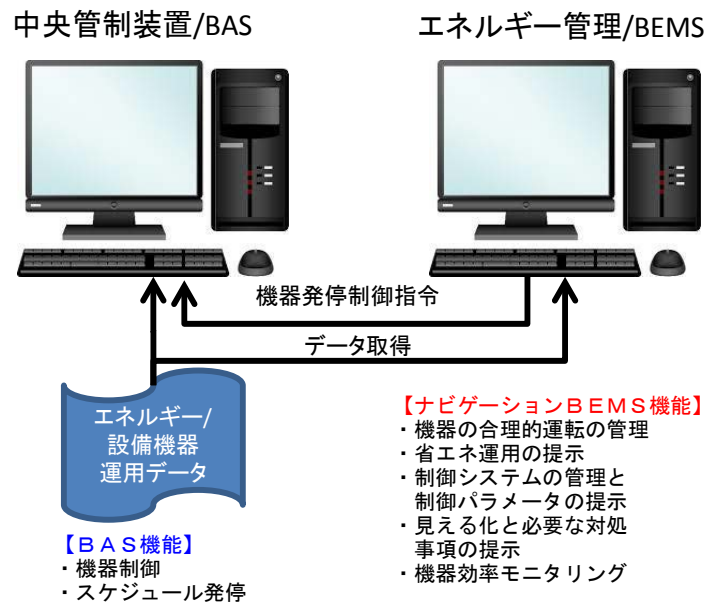 中央管制装置/BAS
エネルギー管理/BEMS
機器発停制御指令
データ取得
エネルギー/
設備機器
運用データ
【ＢＡＳ機能】
・機器制御
・スケジュール発停
【ナビゲーションＢＥＭＳ機能】
・機器の合理的運転の管理
・省エネ運用の提示
・制御システムの管理と
制御パラメータの提示
・見える化と必要な対処
事項の提示
・機器効率モニタリング